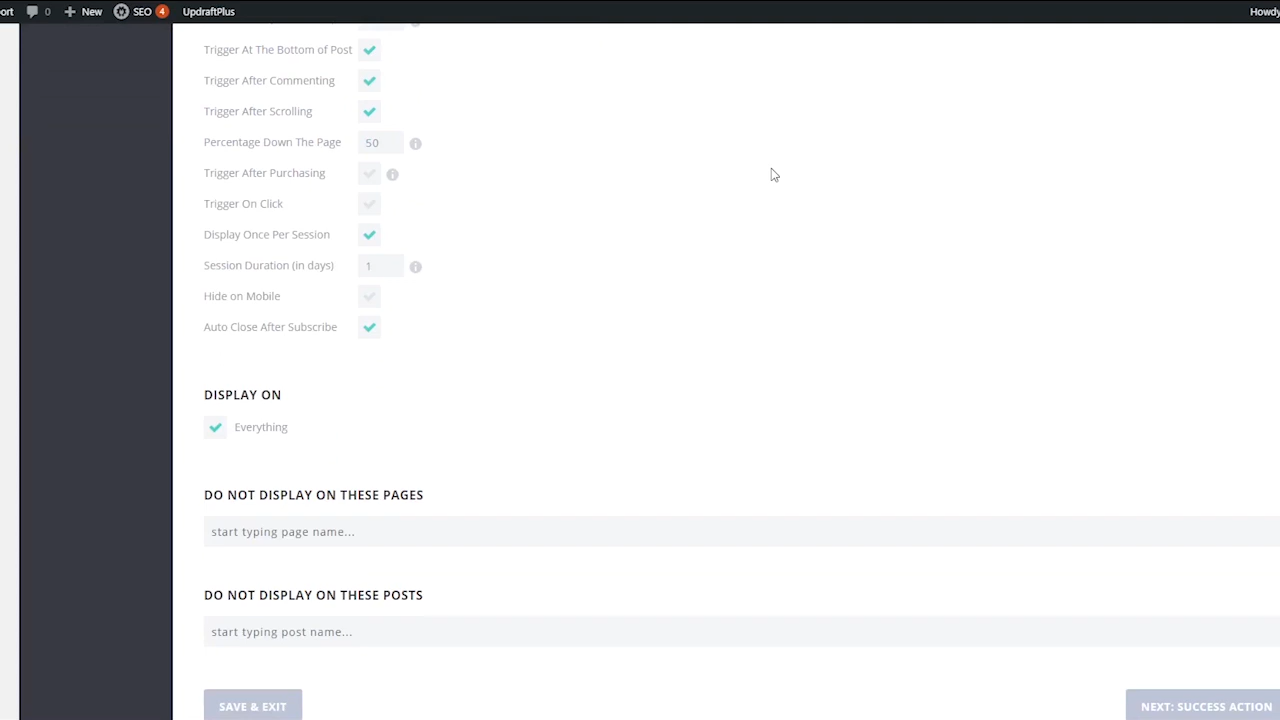 ort 0 New SEO 4 UpdraftPlus Howdy
Trigger At The Bottom of Post
Trigger After Commenting
Trigger After Scrolling
Percentage Down The Page 50
Trigger After Purchasing
Trigger On Click
Display Once Per Session
Session Duration (in days) 1
Hide on Mobile
Auto Close After Subscribe
DISPLAY ON
Everything
DO NOT DISPLAY ON THESE PAGES
start typing page name...
DO NOT DISPLAY ON THESE POSTS
start typing post name...
SAVE & EXIT NEXT: SUCCESS ACTION